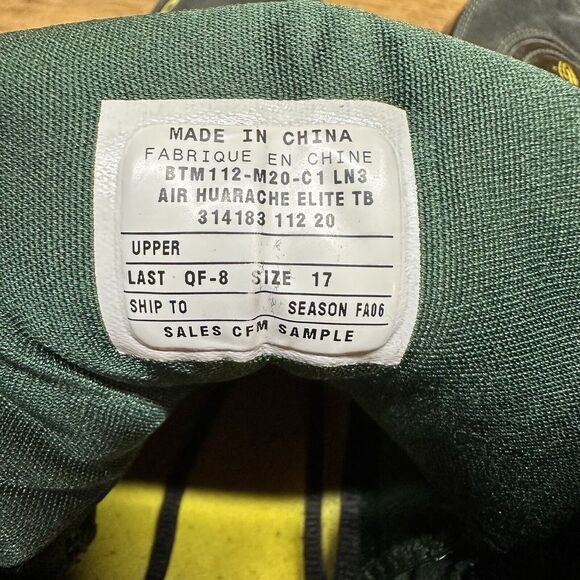 MADE IN CHINA
FABRIQUE EN CHINE
BTM112-M20-C1 LN3
AIR HUARACHE ELITE TB
314183 112 20
UPPER
LAST QF-8 SIZE 17
SHIP TO SEASON FA06
SALES CFM SAMPLE